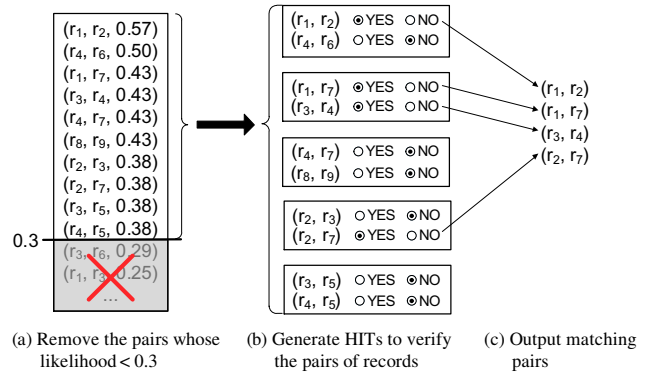 (r1, r2, 0.57)
(r4, r6, 0.50)
(r1, r7, 0.43)
(r3, r4, 0.43)
(r4, r7, 0.43)
(r8, r9, 0.43)
(r2, r3, 0.38)
(r2, r7, 0.38)
(r3, r5, 0.38)
(r4, r5, 0.38)
0.3
(r3, r6, 0.29)
(r1, r3, 0.25)
...
(a) Remove the pairs whose
likelihood < 0.3
(r1, r2) YES NO
(r4, r6) YES NO
(r1, r7) YES NO
(r3, r4) YES NO
(r4, r7) YES NO
(r8, r9) YES NO
(r2, r3) YES NO
(r2, r7) YES NO
(r3, r5) YES NO
(r4, r5) YES NO
(b) Generate HITs to verify
the pairs of records
(r1, r2)
(r1, r7)
(r3, r4)
(r2, r7)
(c) Output matching
pairs